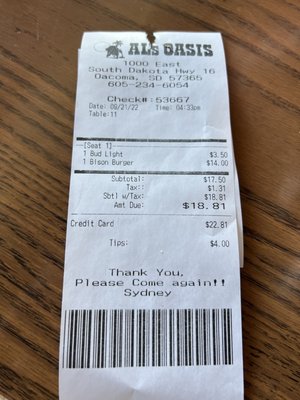 AL'S OASIS
1000 East
South Dakota Hwy 16
Oacoma, SD 57365
605-234-6054
Check#:53667
Date: 09/21/22 Time: 04:33pm
Table:11
[Seat 1]
1 Bud Light $3.50
1 Bison Burger $14.00
Subtotal: $17.50
Tax:: $1.31
Sbtl w/Tax: $18.81
Amt Due: $18.81
Credit Card $22.81
Tips: $4.00
Thank You,
Please Come again!!
Sydney